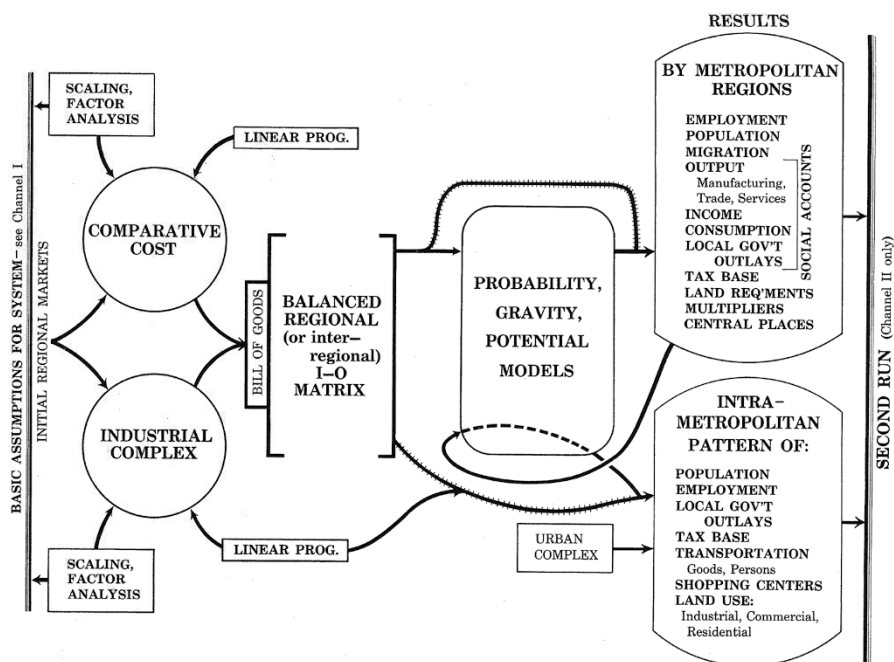 RESULTS
BASIC ASSUMPTIONS FOR SYSTEM – see Channel I
INITIAL REGIONAL MARKETS
SCALING,
FACTOR
ANALYSIS
LINEAR PROG.
COMPARATIVE
COST
INDUSTRIAL
COMPLEX
SCALING,
FACTOR
ANALYSIS
LINEAR PROG.
BILL OF GOODS
BALANCED
REGIONAL
(or inter–
regional)
I–O
MATRIX
PROBABILITY,
GRAVITY,
POTENTIAL
MODELS
URBAN
COMPLEX
BY METROPOLITAN
REGIONS
EMPLOYMENT
POPULATION
MIGRATION
OUTPUT
Manufacturing,
Trade, Services
INCOME
CONSUMPTION
LOCAL GOV'T
OUTLAYS
SOCIAL ACCOUNTS
TAX BASE
LAND REQ'MENTS
MULTIPLIERS
CENTRAL PLACES
INTRA–
METROPOLITAN
PATTERN OF:
POPULATION
EMPLOYMENT
LOCAL GOV'T
OUTLAYS
TAX BASE
TRANSPORTATION
Goods, Persons
SHOPPING CENTERS
LAND USE:
Industrial, Commercial,
Residential
SECOND RUN (Channel II only)